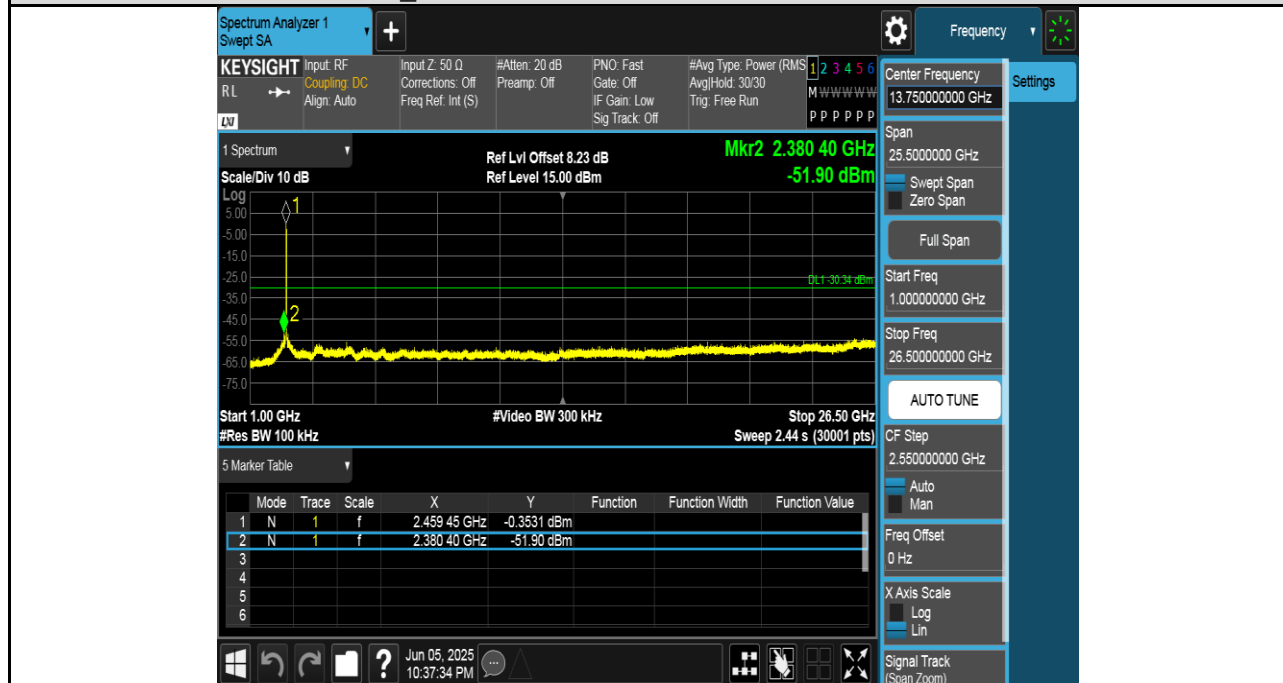 Spectrum Analyzer 1
Swept SA
+
Frequency
KEYSIGHT
RL
LXI
Input: RF
Coupling: DC
Align: Auto
Input Z: 50 Ω
Corrections: Off
Freq Ref: Int (S)
#Atten: 20 dB
Preamp: Off
PNO: Fast
Gate: Off
IF Gain: Low
Sig Track: Off
#Avg Type: Power (RMS
Avg|Hold: 30/30
Trig: Free Run
1 2 3 4 5 6
M W W W W W
P P P P P P
1 Spectrum
Scale/Div 10 dB
Ref Lvl Offset 8.23 dB
Ref Level 15.00 dBm
Mkr2 2.380 40 GHz
-51.90 dBm
Log
5.00
-5.00
-15.0
-25.0
-35.0
-45.0
-55.0
-65.0
-75.0
1
2
DL1 -30.34 dBm
Start 1.00 GHz
#Video BW 300 kHz
Stop 26.50 GHz
#Res BW 100 kHz
Sweep 2.44 s (30001 pts)
5 Marker Table
Mode Trace Scale X Y Function Function Width Function Value
1 N 1 f 2.459 45 GHz -0.3531 dBm
2 N 1 f 2.380 40 GHz -51.90 dBm
3
4
5
6
?
Jun 05, 2025
10:37:34 PM
Center Frequency
13.750000000 GHz
Settings
Span
25.5000000 GHz
Swept Span
Zero Span
Full Span
Start Freq
1.000000000 GHz
Stop Freq
26.500000000 GHz
AUTO TUNE
CF Step
2.550000000 GHz
Auto
Man
Freq Offset
0 Hz
X Axis Scale
Log
Lin
Signal Track
(Span Zoom)